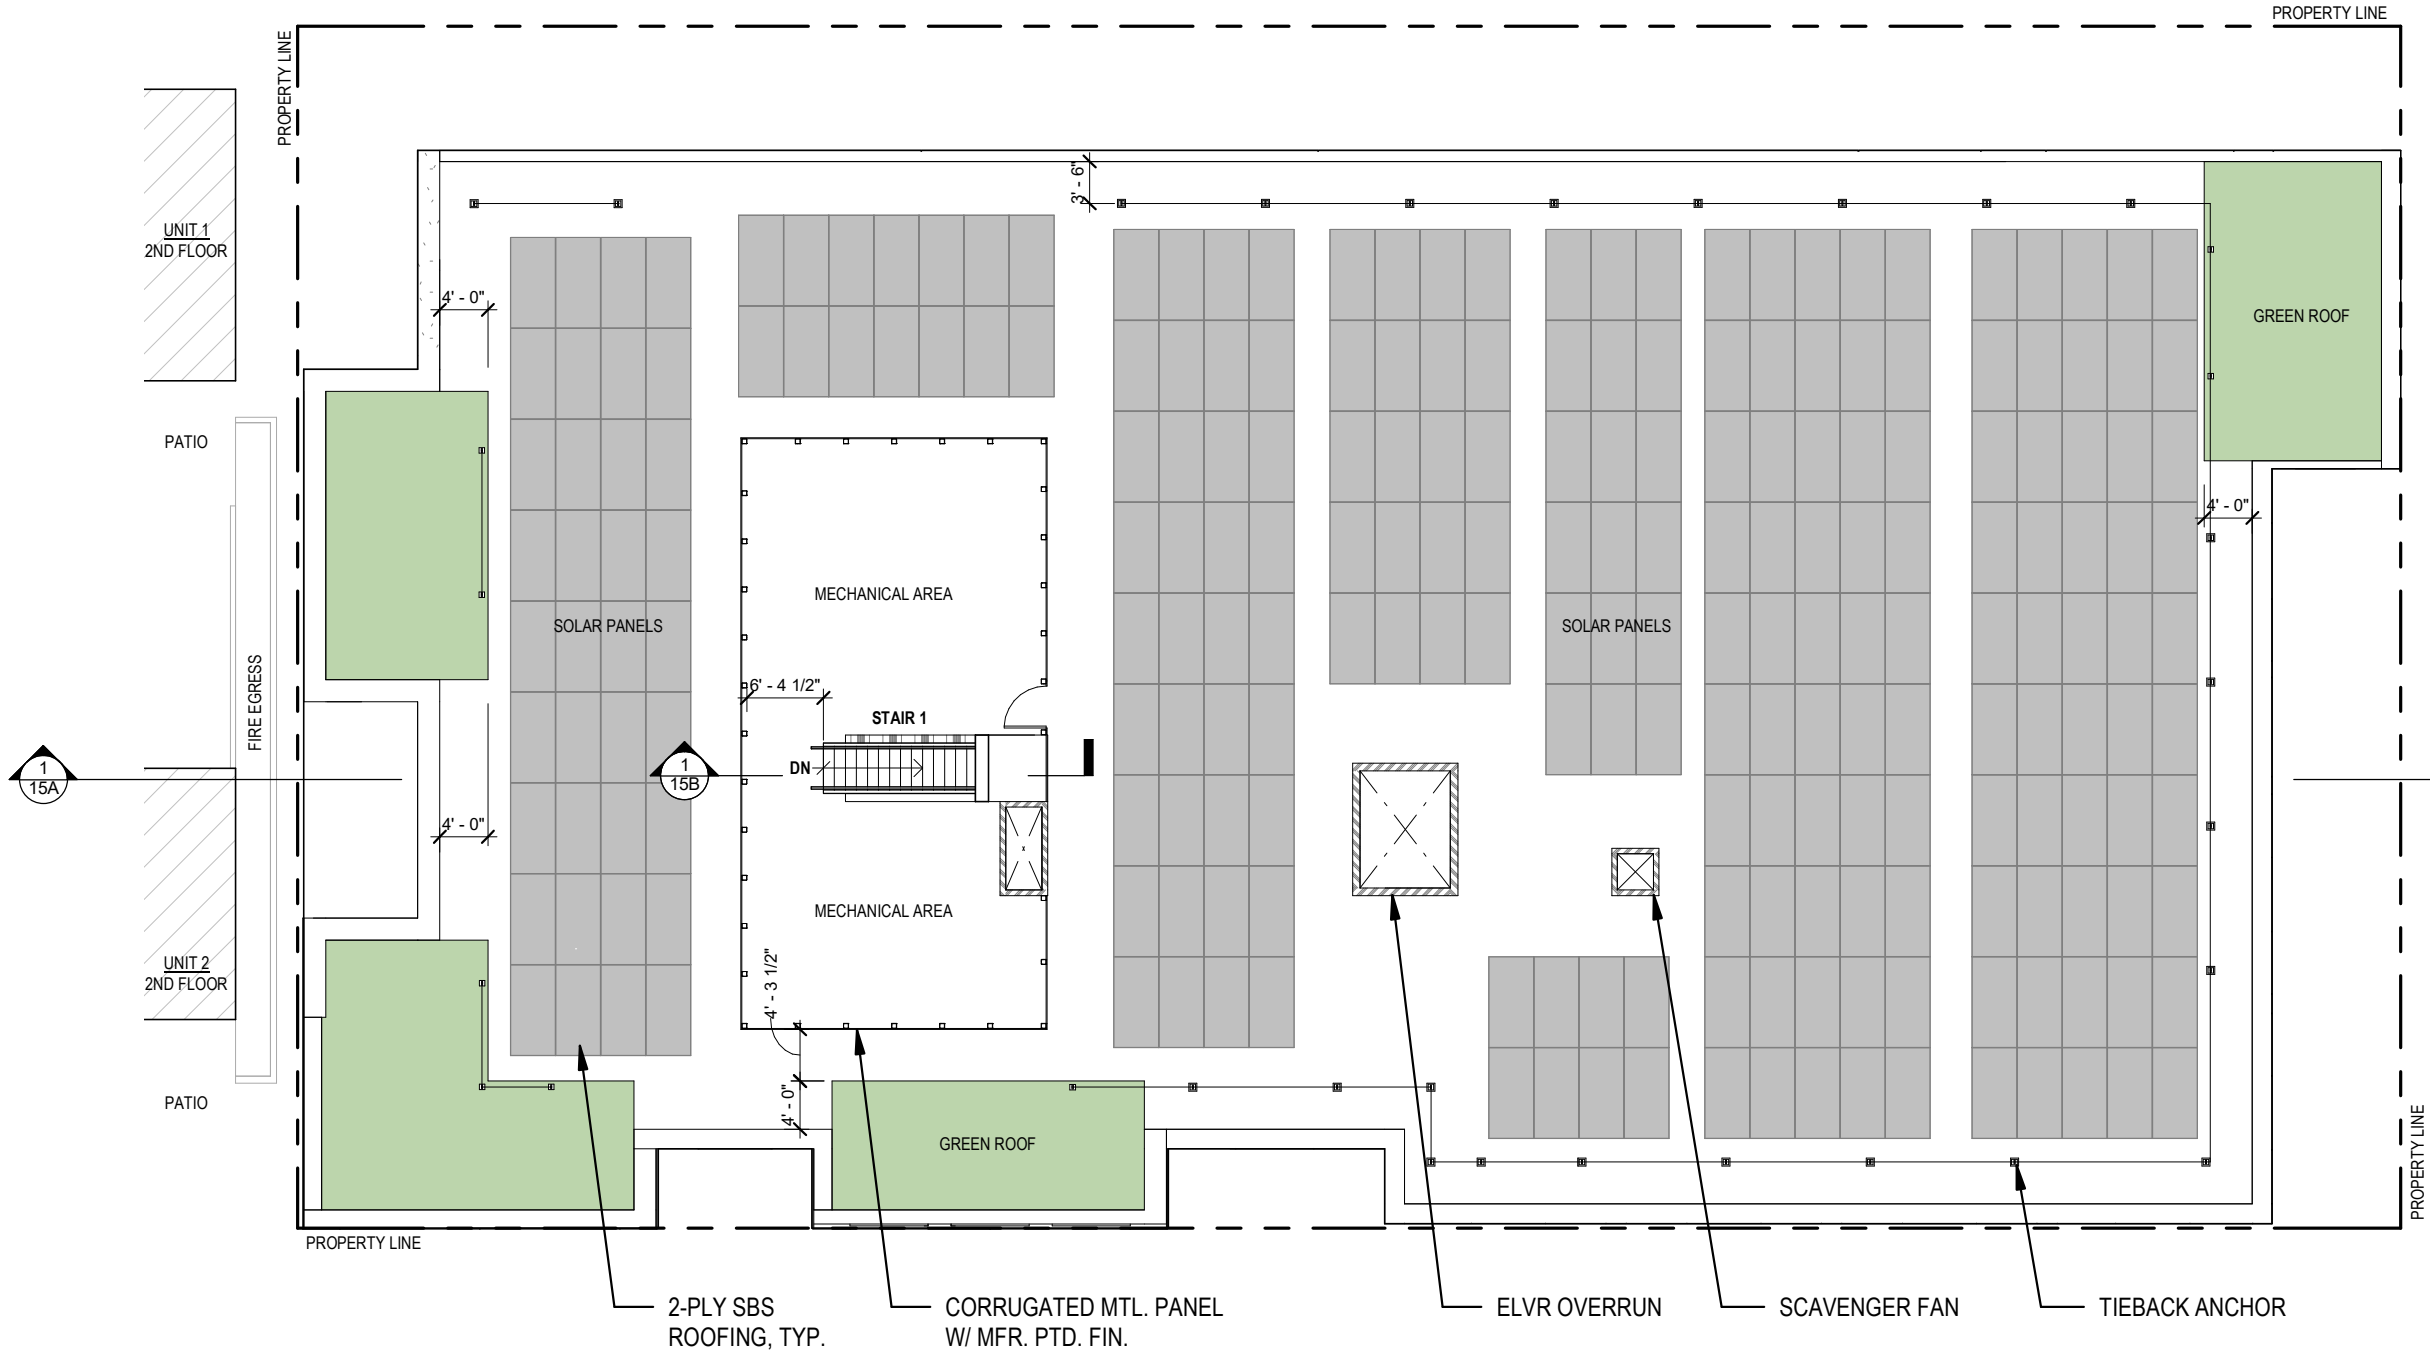 PROPERTY LINE
PROPERTY LINE
3' - 6"
UNIT 1
2ND FLOOR
4' - 0"
GREEN ROOF
PATIO
4' - 0"
MECHANICAL AREA
SOLAR PANELS
SOLAR PANELS
FIRE EGRESS
6' - 4 1/2"
STAIR 1
DN
1
15A
1
15B
4' - 0"
MECHANICAL AREA
UNIT 2
2ND FLOOR
4' - 3 1/2"
PATIO
4' - 0"
GREEN ROOF
PROPERTY LINE
PROPERTY LINE
2-PLY SBS
ROOFING, TYP.
CORRUGATED MTL. PANEL
W/ MFR. PTD. FIN.
ELVR OVERRUN
SCAVENGER FAN
TIEBACK ANCHOR